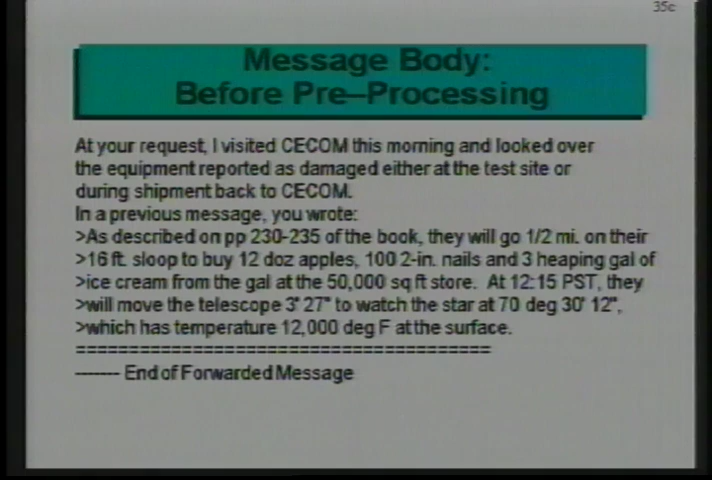 35c
Message Body:
Before Pre–Processing
At your request, I visited CECOM this morning and looked over
the equipment reported as damaged either at the test site or
during shipment back to CECOM.
In a previous message, you wrote:
>As described on pp 230-235 of the book, they will go 1/2 mi. on their
>16 ft. sloop to buy 12 doz apples, 100 2-in. nails and 3 heaping gal of
>ice cream from the gal at the 50,000 sq ft store.  At 12:15 PST, they
>will move the telescope 3' 27" to watch the star at 70 deg 30' 12",
>which has temperature 12,000 deg F at the surface.
=======================================
------- End of Forwarded Message